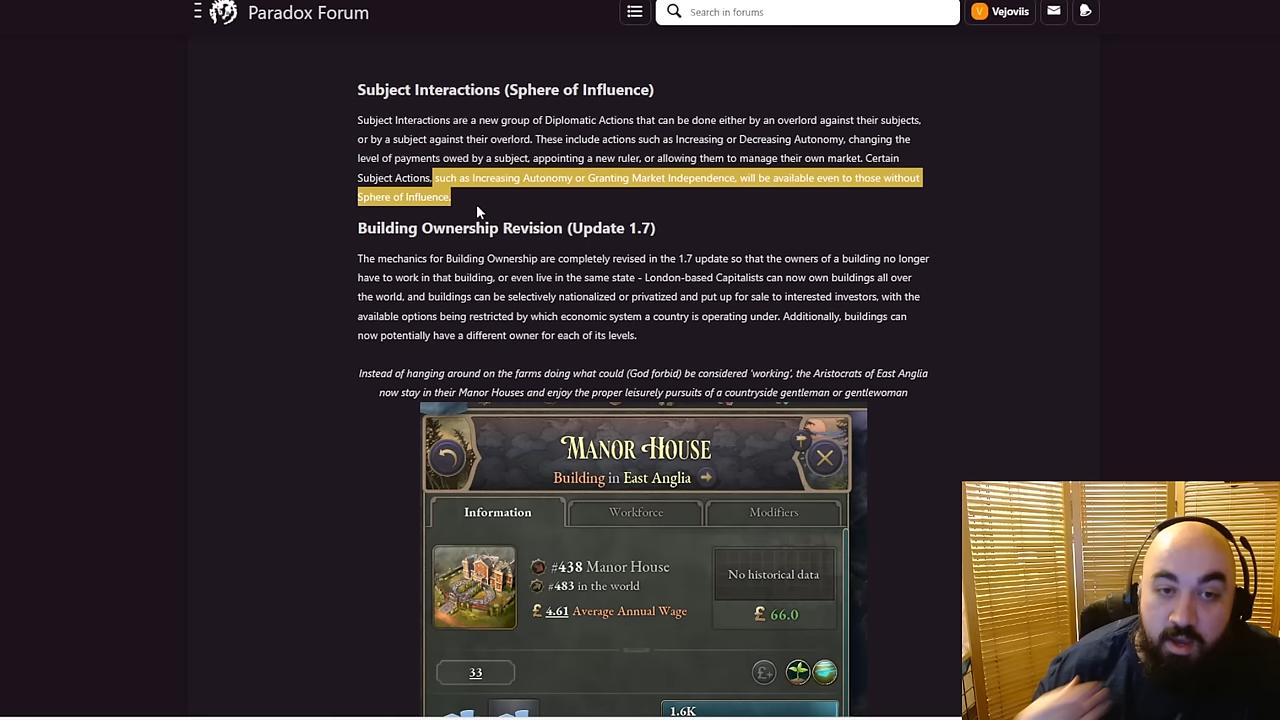 Paradox Forum
Search in forums
V
Vejoviis
Subject Interactions (Sphere of Influence)
Subject Interactions are a new group of Diplomatic Actions that can be done either by an overlord against their subjects,
or by a subject against their overlord. These include actions such as Increasing or Decreasing Autonomy, changing the
level of payments owed by a subject, appointing a new ruler, or allowing them to manage their own market. Certain
Subject Actions, such as Increasing Autonomy or Granting Market Independence, will be available even to those without
Sphere of Influence.
Building Ownership Revision (Update 1.7)
The mechanics for Building Ownership are completely revised in the 1.7 update so that the owners of a building no longer
have to work in that building, or even live in the same state - London-based Capitalists can now own buildings all over
the world, and buildings can be selectively nationalized or privatized and put up for sale to interested investors, with the
available options being restricted by which economic system a country is operating under. Additionally, buildings can
now potentially have a different owner for each of its levels.
Instead of hanging around on the farms doing what could (God forbid) be considered 'working', the Aristocrats of East Anglia
now stay in their Manor Houses and enjoy the proper leisurely pursuits of a countryside gentleman or gentlewoman
MANOR HOUSE
Building in East Anglia
Information
Workforce
Modifiers
#438 Manor House
#483 in the world
£ 4.61 Average Annual Wage
No historical data
£ 66.0
33
£+
1.6K